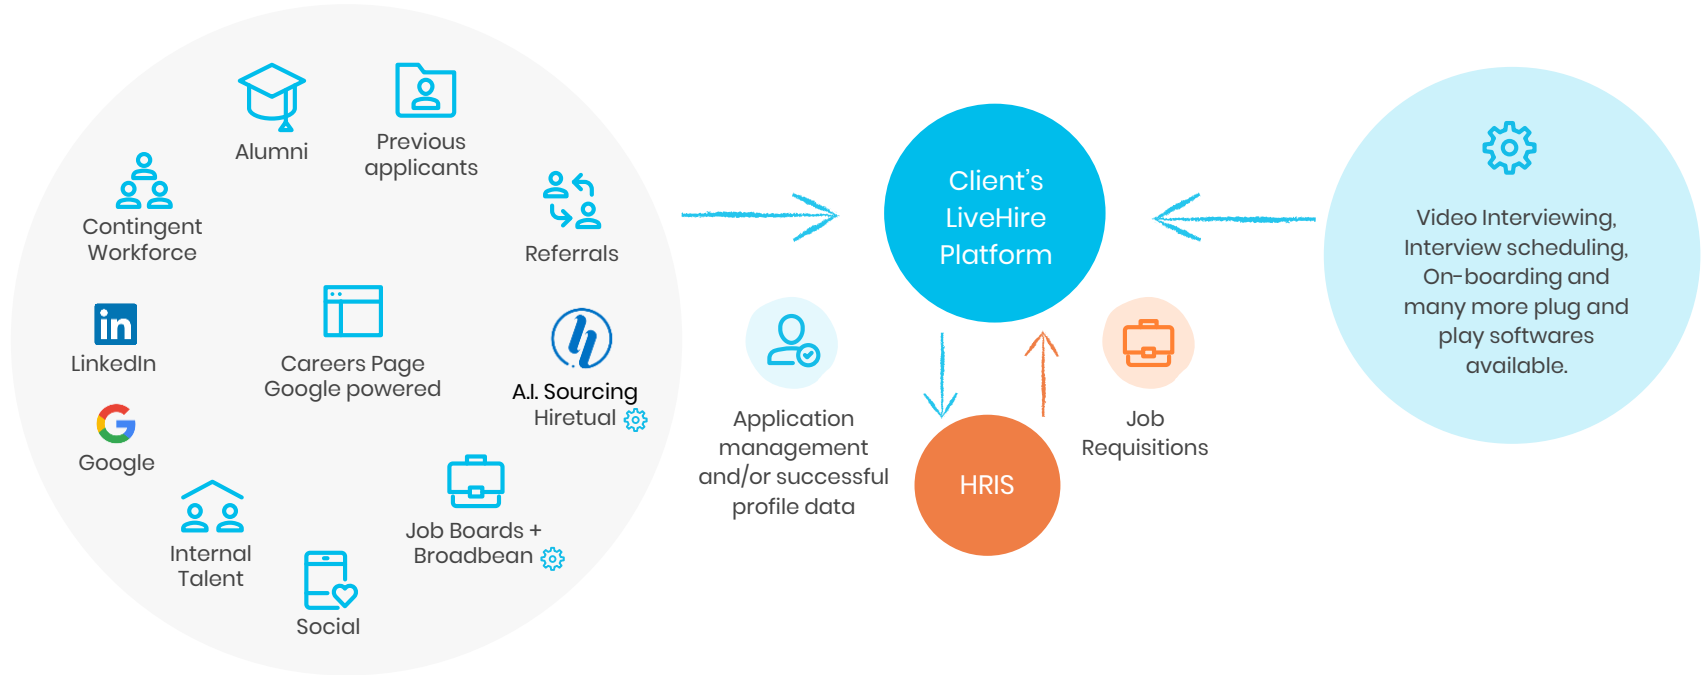 Alumni
Previous
applicants
Contingent
Workforce
Referrals
in
LinkedIn
Careers Page
Google powered
A.I. Sourcing
Hiretual
Google
Job Boards +
Broadbean
Internal
Talent
Social
Client's
LiveHire
Platform
Application
management
and/or successful
profile data
HRIS
Job
Requisitions
Video Interviewing,
Interview scheduling,
On-boarding and
many more plug and
play softwares
available.